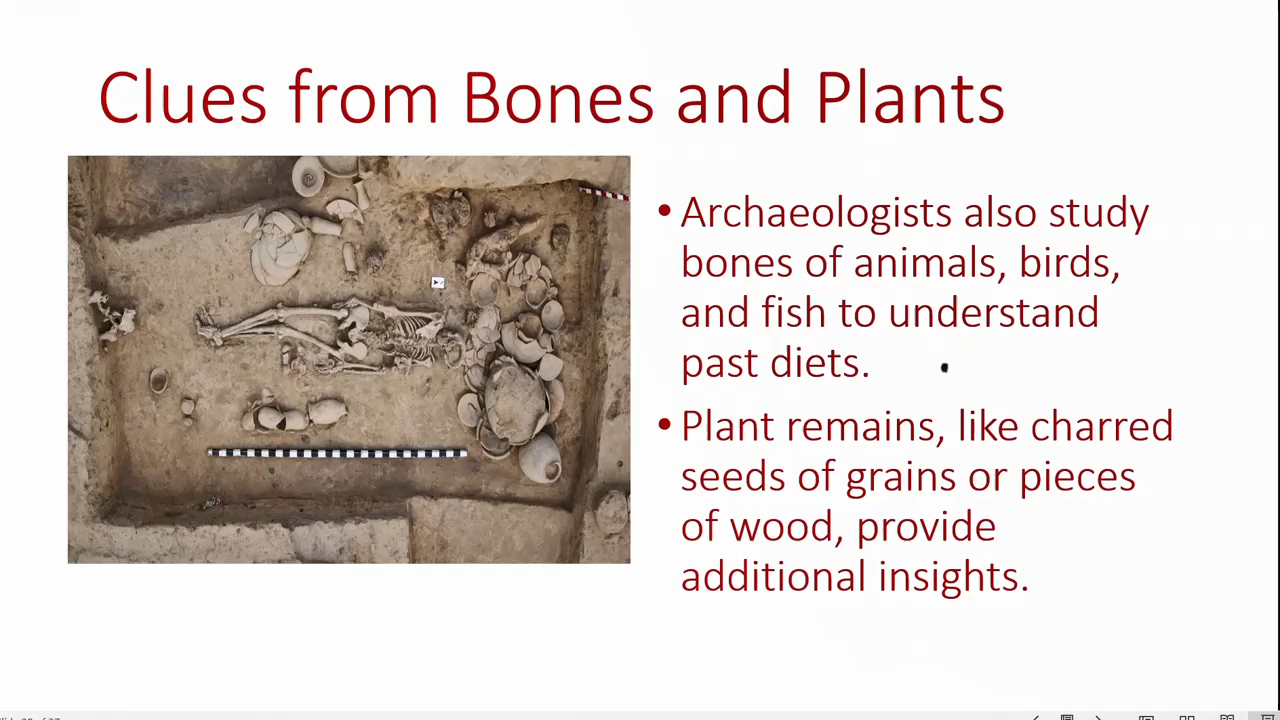 Clues from Bones and Plants
• Archaeologists also study
bones of animals, birds,
and fish to understand
past diets.
• Plant remains, like charred
seeds of grains or pieces
of wood, provide
additional insights.